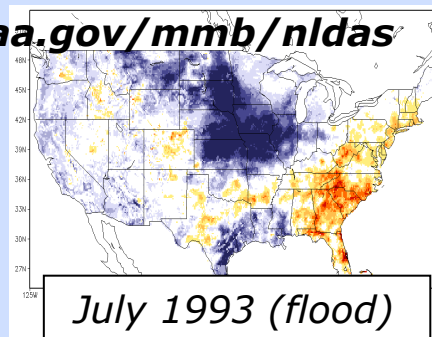 aa.gov/mmb/nldas
48N
45N
42N
39N
36N
33N
30N
27N
125W
July 1993 (flood)